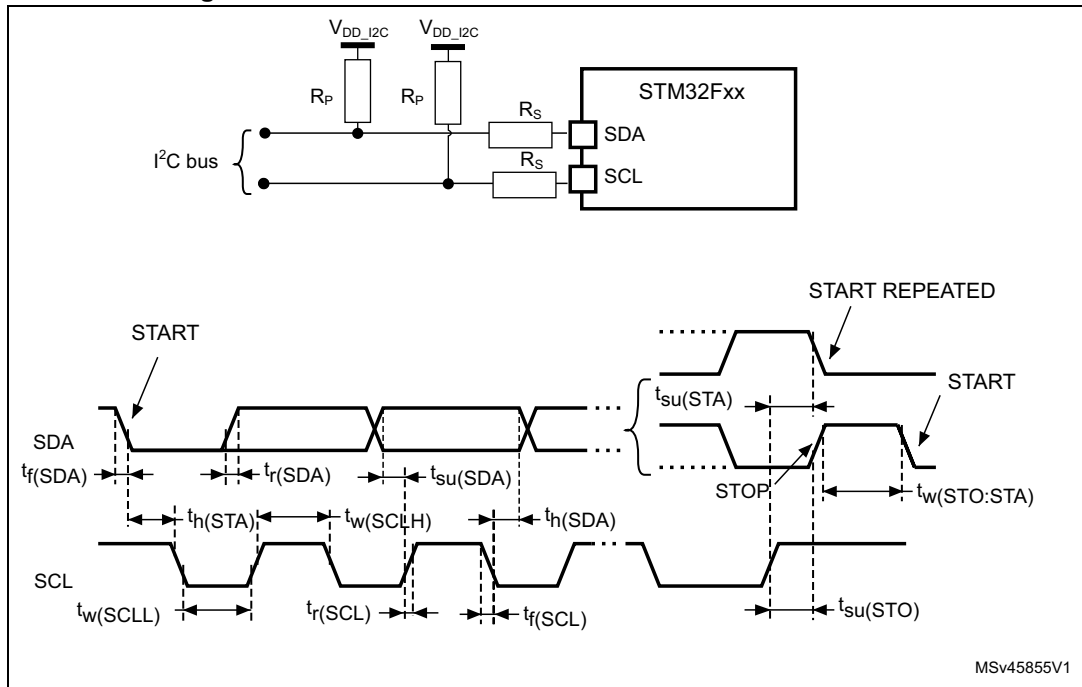 VDD_I2C VDD_I2C
RP RP
STM32Fxx
RS
SDA
I2C bus
RS
SCL
START REPEATED
START
START
tsu(STA)
SDA
tf(SDA) tr(SDA) tsu(SDA)
STOP
tw(STO:STA)
th(STA) tw(SCLH) th(SDA)
SCL
tw(SCLL) tr(SCL) tf(SCL) tsu(STO)
MSv45855V1